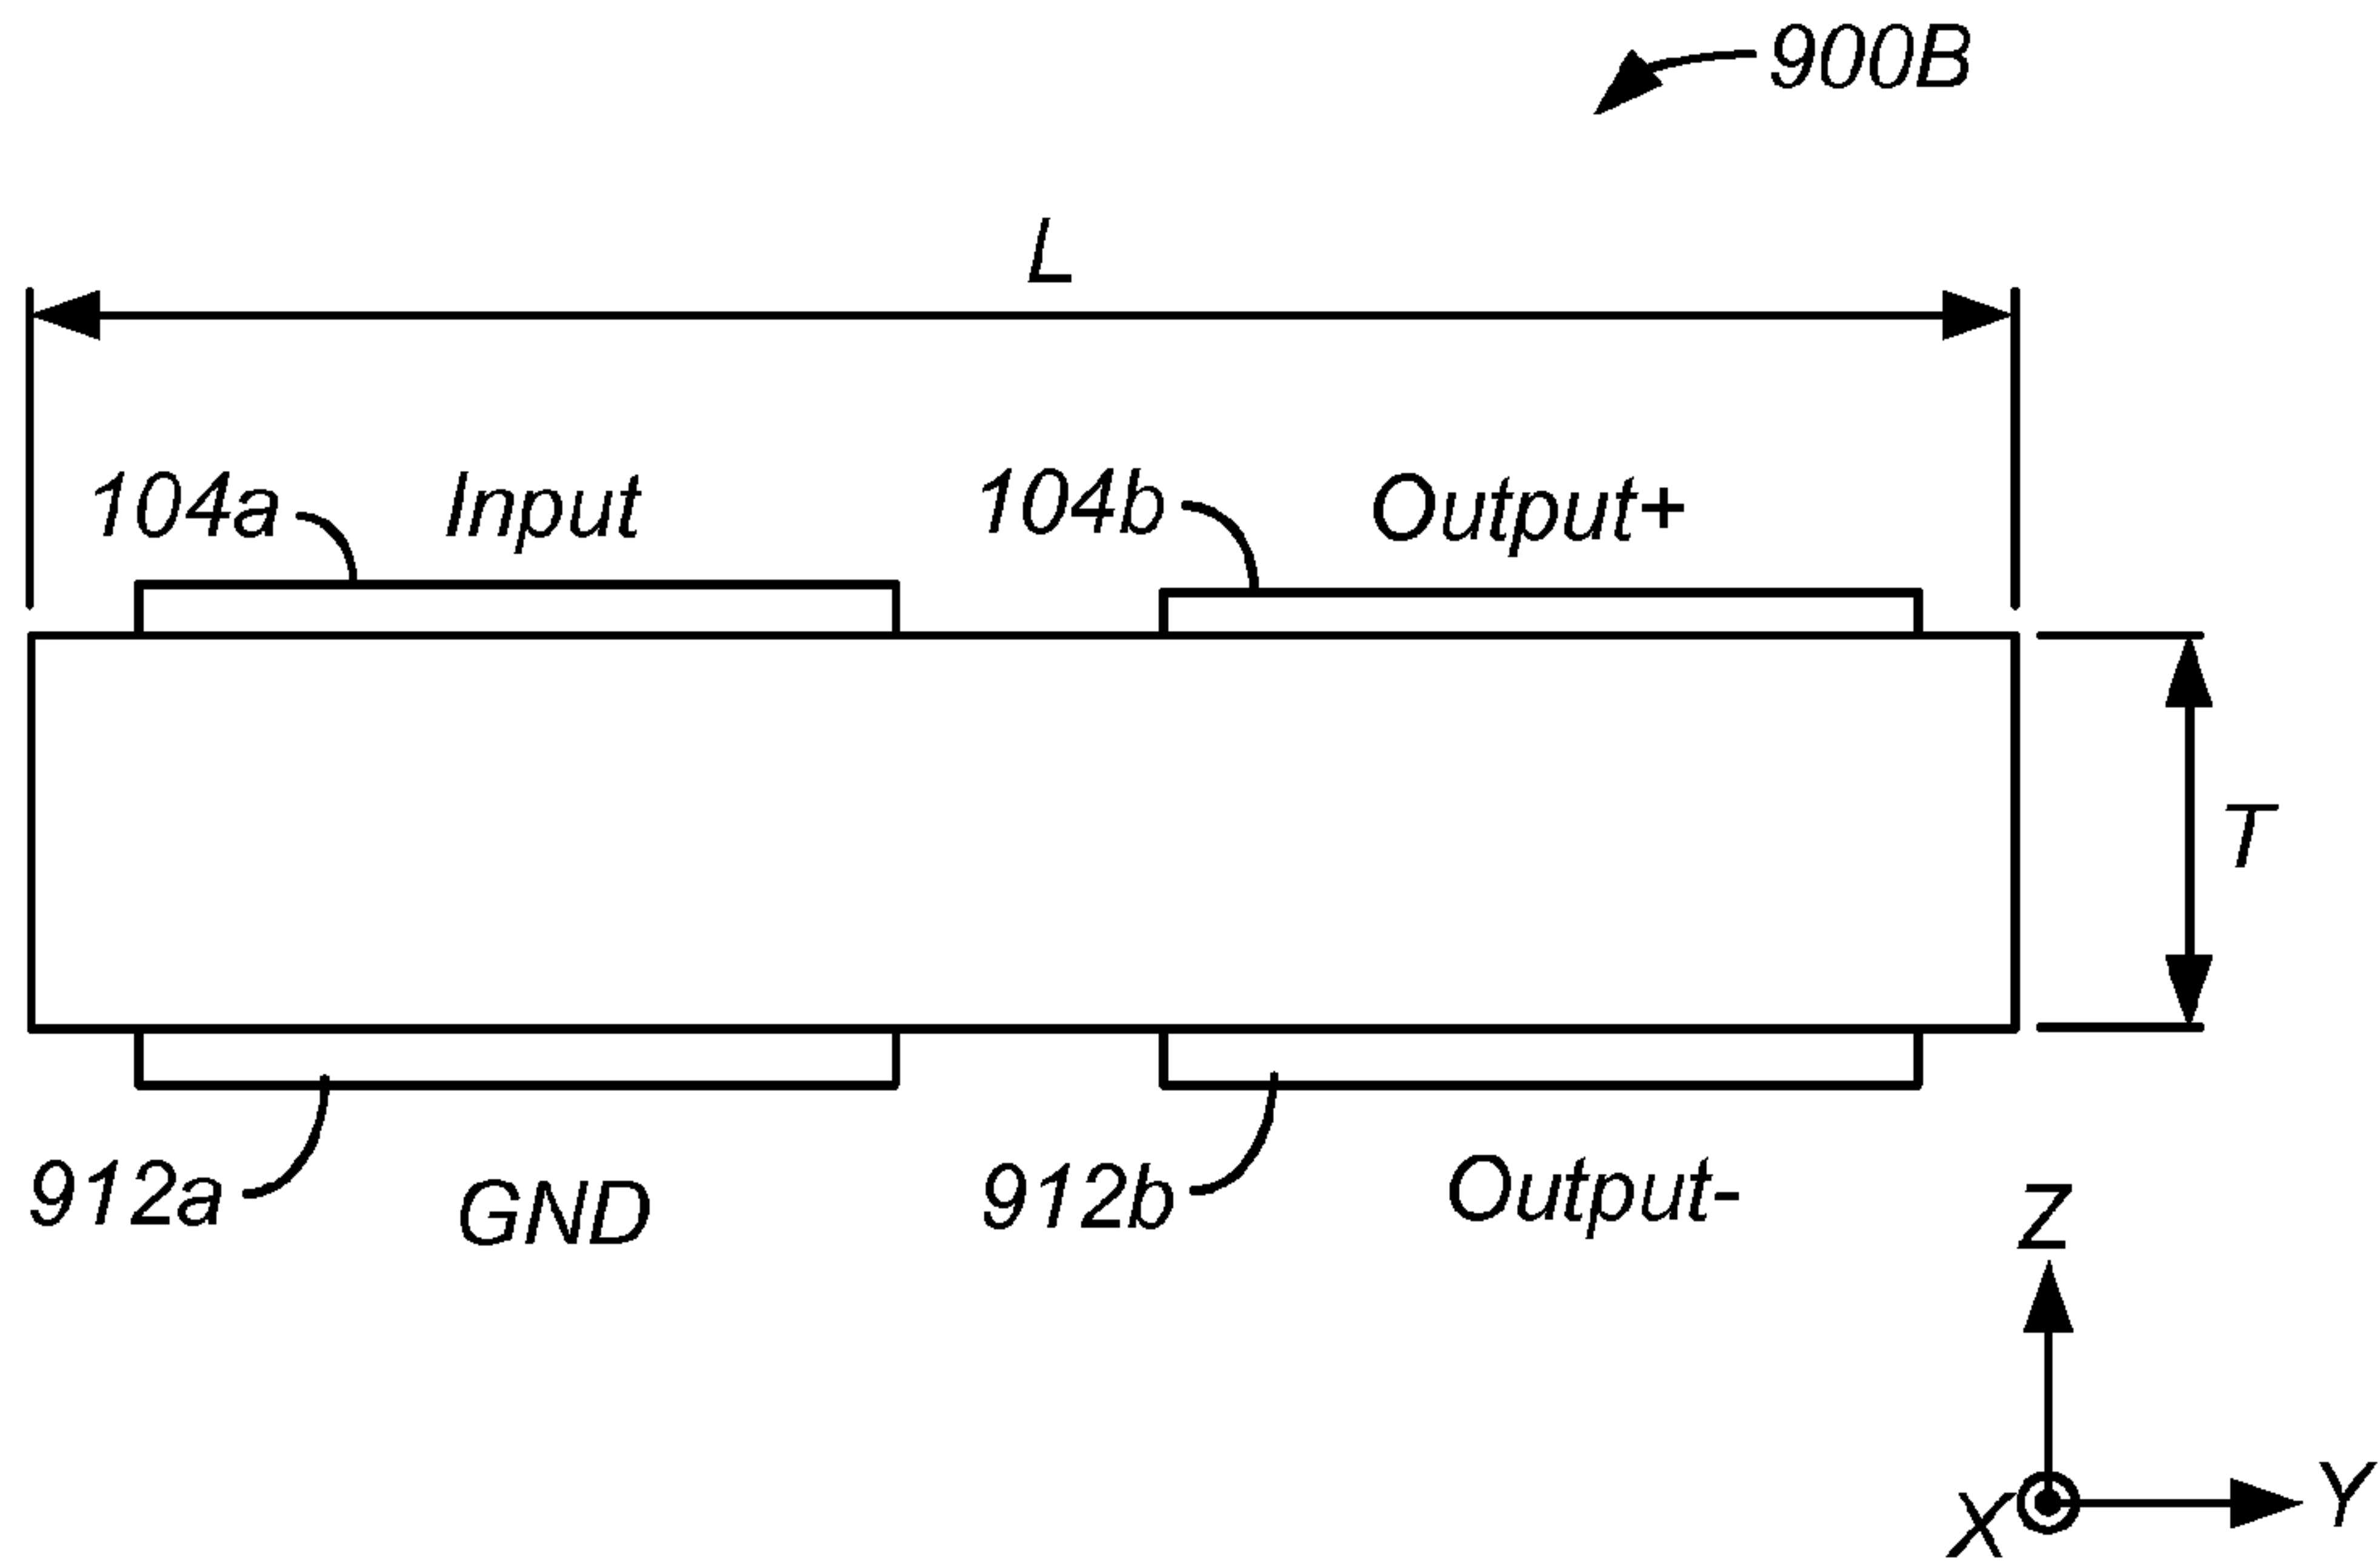 900B
L
104a Input 104b Output+
T
912a GND 912b Output-
Z
X Y